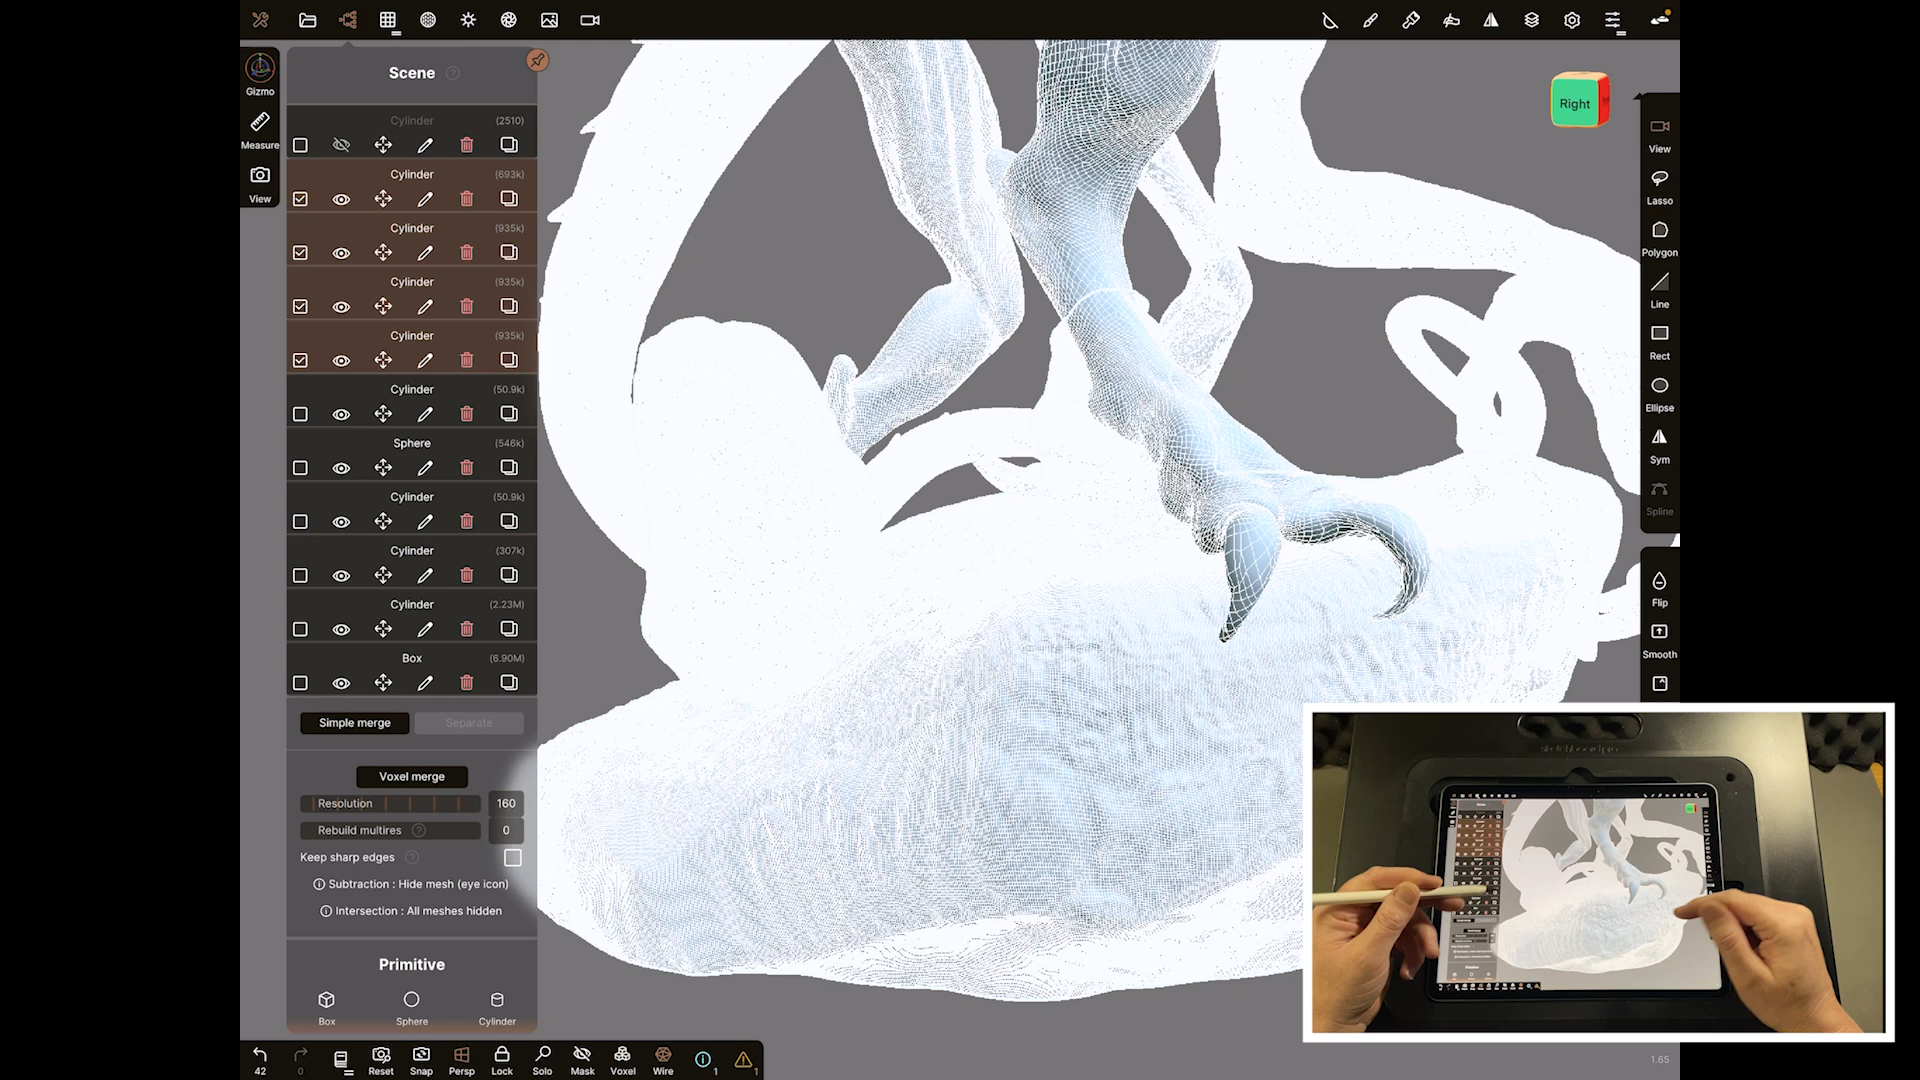 Scene
Gizmo
Measure
View
Cylinder (2510)
Cylinder (693k)
Cylinder (935k)
Cylinder (935k)
Cylinder (935k)
Cylinder (50.9k)
Sphere (546k)
Cylinder (50.9k)
Cylinder (307k)
Cylinder (2.23M)
Box (6.90M)
Simple merge
Separate
Voxel merge
Resolution 160
Rebuild multires ? 0
Keep sharp edges ?
Subtraction : Hide mesh (eye icon)
Intersection : All meshes hidden
Primitive
Box
Sphere
Cylinder
42
0
Reset
Snap
Persp
Lock
Solo
Mask
Voxel
Wire
1
1
Right
View
Lasso
Polygon
Line
Rect
Ellipse
Sym
Spline
Flip
Smooth
1.65